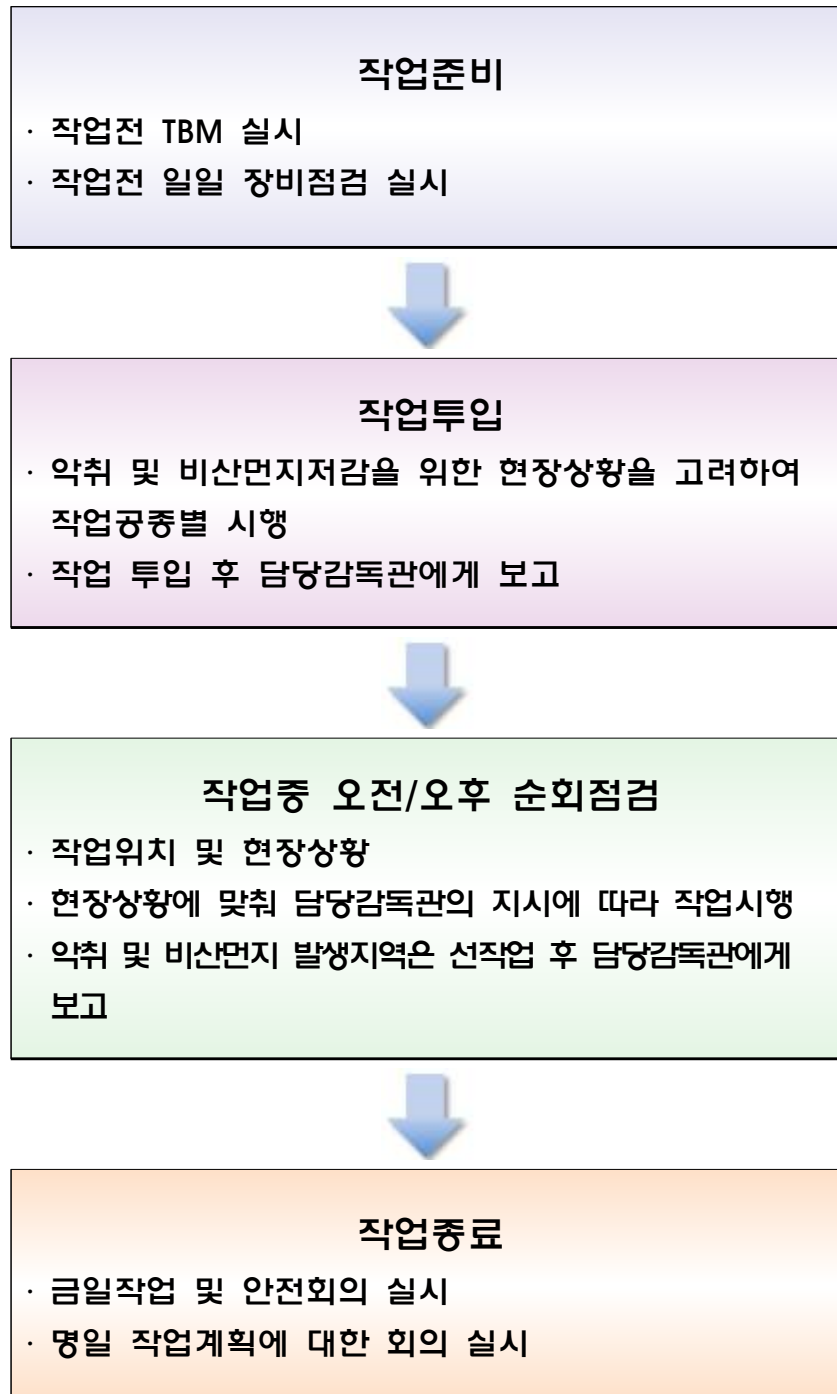 작업준비
· 작업전 TBM 실시
· 작업전 일일 장비점검 실시
작업투입
· 악취 및 비산먼지저감을 위한 현장상황을 고려하여
작업공종별 시행
· 작업 투입 후 담당감독관에게 보고
작업중 오전/오후 순회점검
· 작업위치 및 현장상황
· 현장상황에 맞춰 담당감독관의 지시에 따라 작업시행
· 악취 및 비산먼지 발생지역은 선작업 후 담당감독관에게
보고
작업종료
· 금일작업 및 안전회의 실시
· 명일 작업계획에 대한 회의 실시